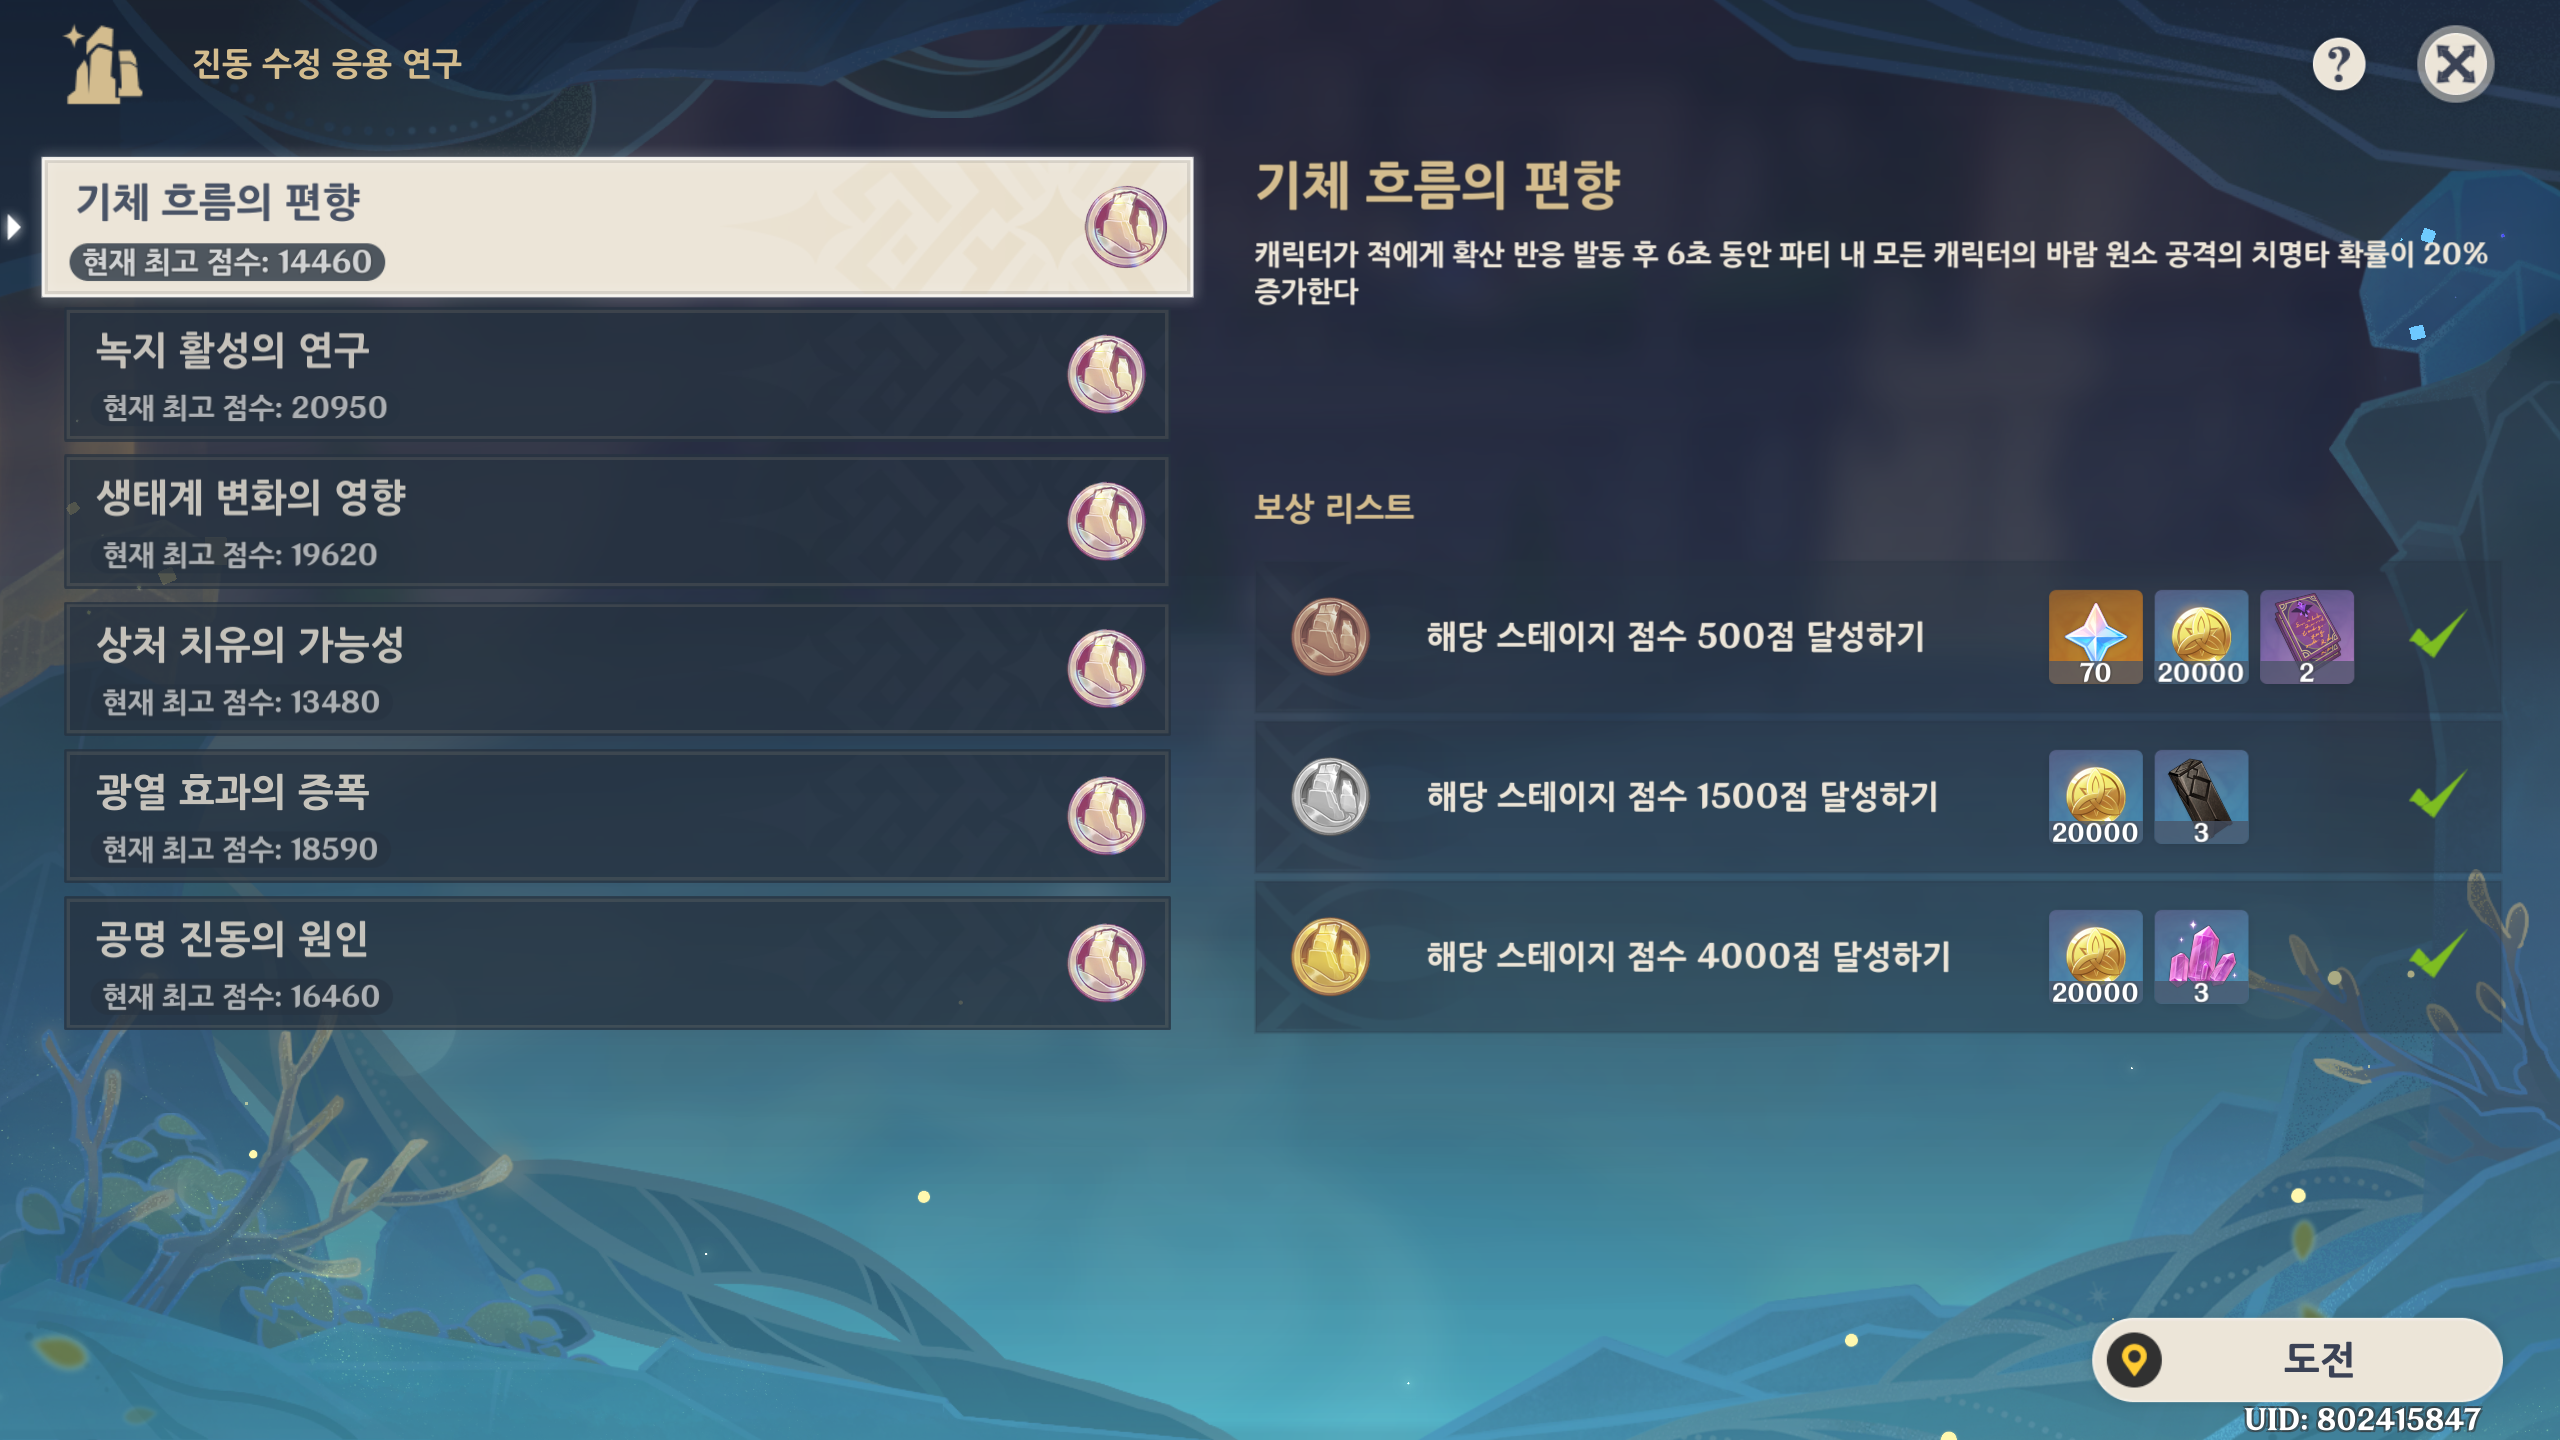 진동 수정 응용 연구
기체 흐름의 편향
현재 최고 점수: 14460
녹지 활성의 연구
현재 최고 점수: 20950
생태계 변화의 영향
현재 최고 점수: 19620
상처 치유의 가능성
현재 최고 점수: 13480
광열 효과의 증폭
현재 최고 점수: 18590
공명 진동의 원인
현재 최고 점수: 16460
기체 흐름의 편향
캐릭터가 적에게 확산 반응 발동 후 6초 동안 파티 내 모든 캐릭터의 바람 원소 공격의 치명타 확률이 20%
증가한다
보상 리스트
해당 스테이지 점수 500점 달성하기
70
20000
2
해당 스테이지 점수 1500점 달성하기
20000
3
해당 스테이지 점수 4000점 달성하기
20000
3
도전
UID: 802415847